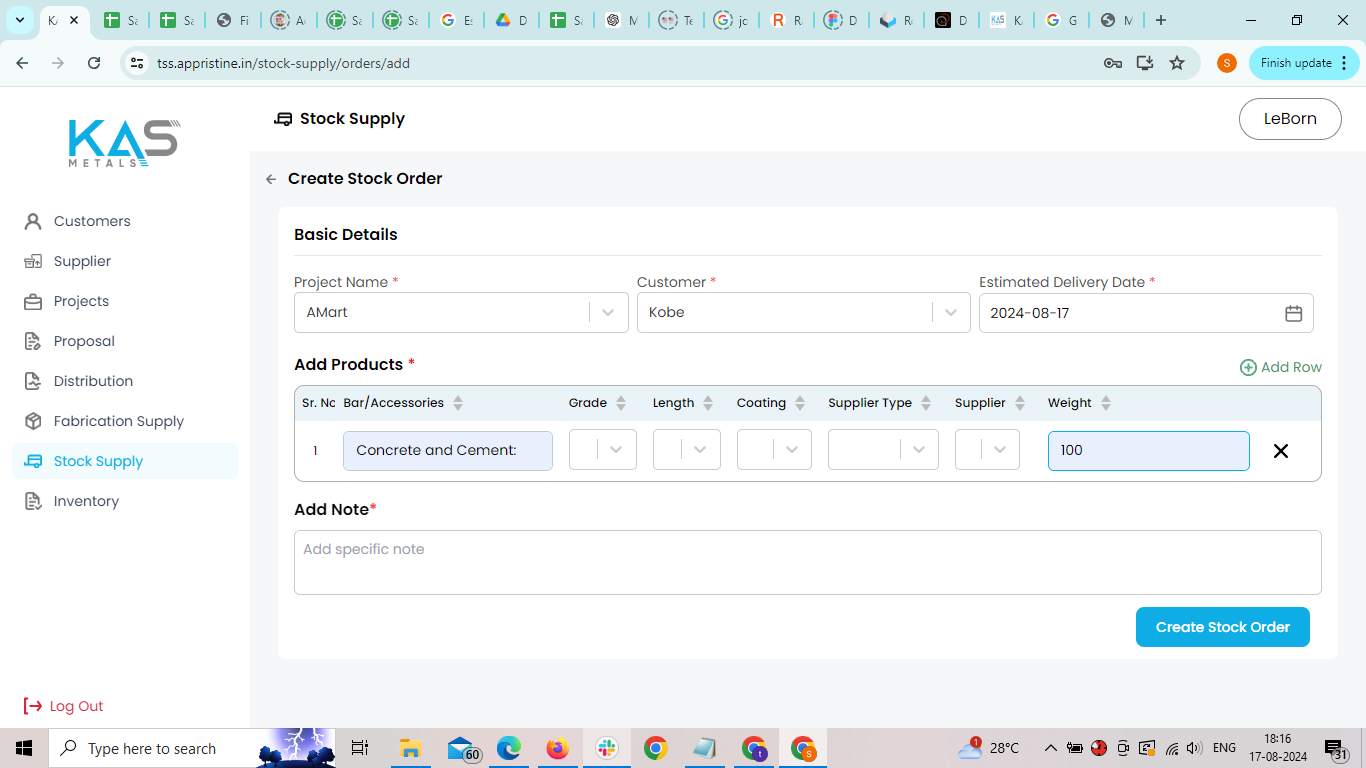 Sa
Sa
Fi
Ac
Sa
Sa
Es
D
Sa
M
Te
jc
R
D
Re
D
K
G
M
tss.appristine.in/stock-supply/orders/add
S
Finish update
KAS
METALS
Stock Supply
LeBorn
Create Stock Order
Customers
Supplier
Projects
Proposal
Distribution
Fabrication Supply
Stock Supply
Inventory
Log Out
Basic Details
Project Name *
Customer *
Estimated Delivery Date *
AMart
Kobe
2024-08-17
Add Products *
Add Row
Sr. No Bar/Accessories Grade Length Coating Supplier Type Supplier Weight
1 Concrete and Cement: 100
Add Note*
Add specific note
Create Stock Order
Type here to search
60
t
S
1
28°C
ENG
18:16
17-08-2024
31